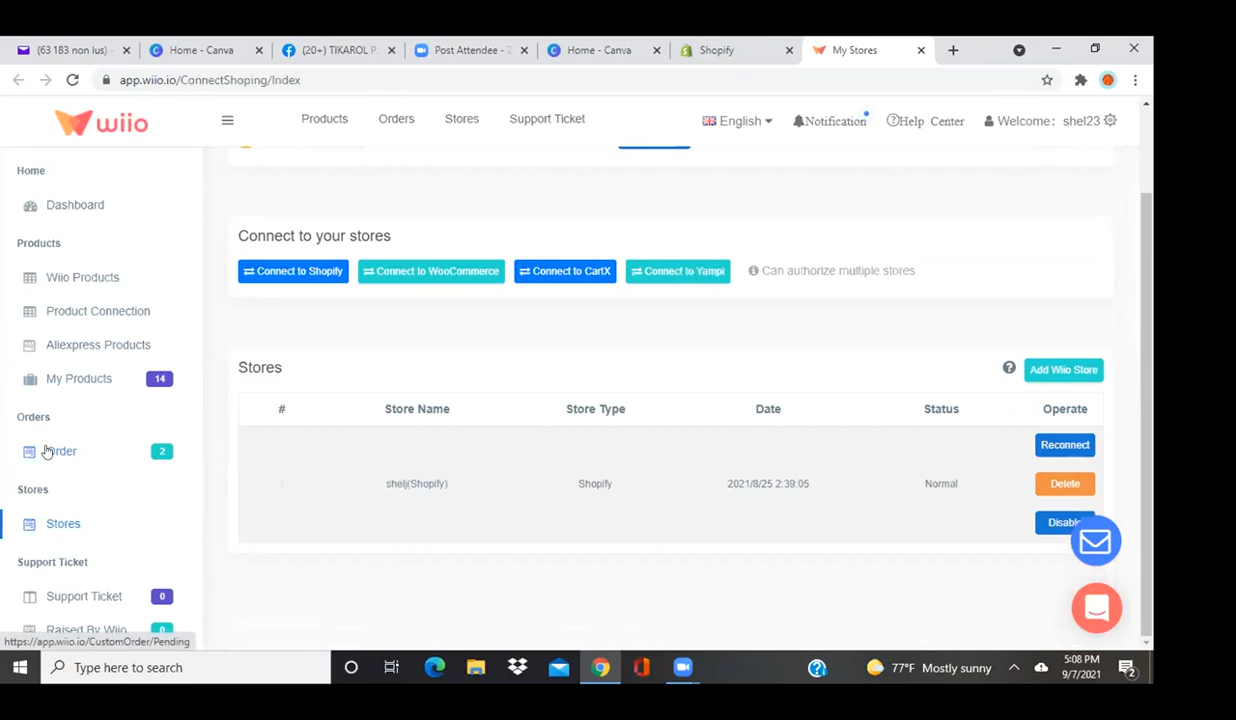 (63 183 non lus) -
Home - Canva
(20+) TIKAROL P
Post Attendee - Z
Home - Canva
Shopify
My Stores
app.wiio.io/ConnectShoping/Index
wiio
Products
Orders
Stores
Support Ticket
English
Notification
Help Center
Welcome: shel23
Home
Dashboard
Products
Wiio Products
Product Connection
Aliexpress Products
My Products 14
Orders
Order 2
Stores
Stores
Support Ticket
Support Ticket 0
Raised By Wiio 0
https://app.wiio.io/CustomOrder/Pending
Connect to your stores
Connect to Shopify
Connect to WooCommerce
Connect to CartX
Connect to Yampi
Can authorize multiple stores
Stores
Add Wiio Store
# Store Name Store Type Date Status Operate
1 shelj(Shopify) Shopify 2021/8/25 2:39:05 Normal
Reconnect
Delete
Disable
Type here to search
77°F Mostly sunny
5:08 PM
9/7/2021
2